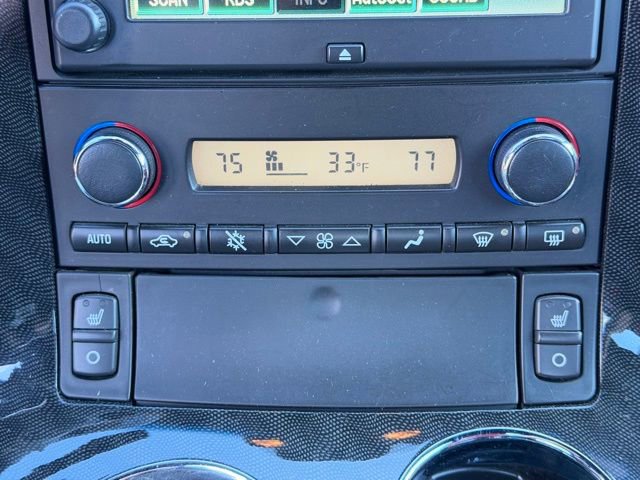 SCAN RDS INFO AutoSet SOUND
75 33°F 77
AUTO